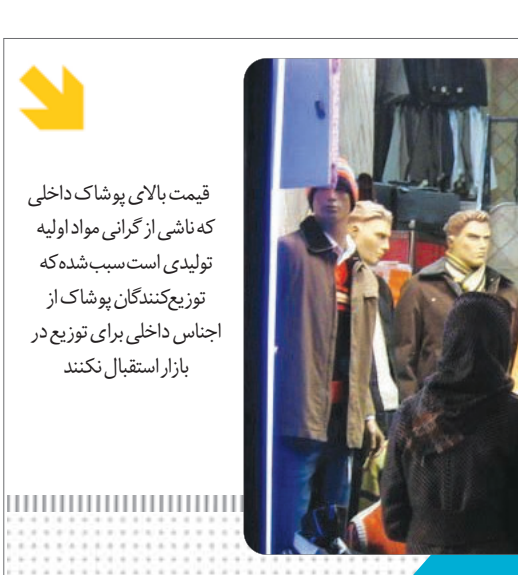 قیمت بالای پوشاک داخلی
که ناشی از گرانی مواد اولیه
تولیدی است سبب شده که
توزیع‌کنندگان پوشاک از
اجناس داخلی برای توزیع در
بازار استقبال نکنند